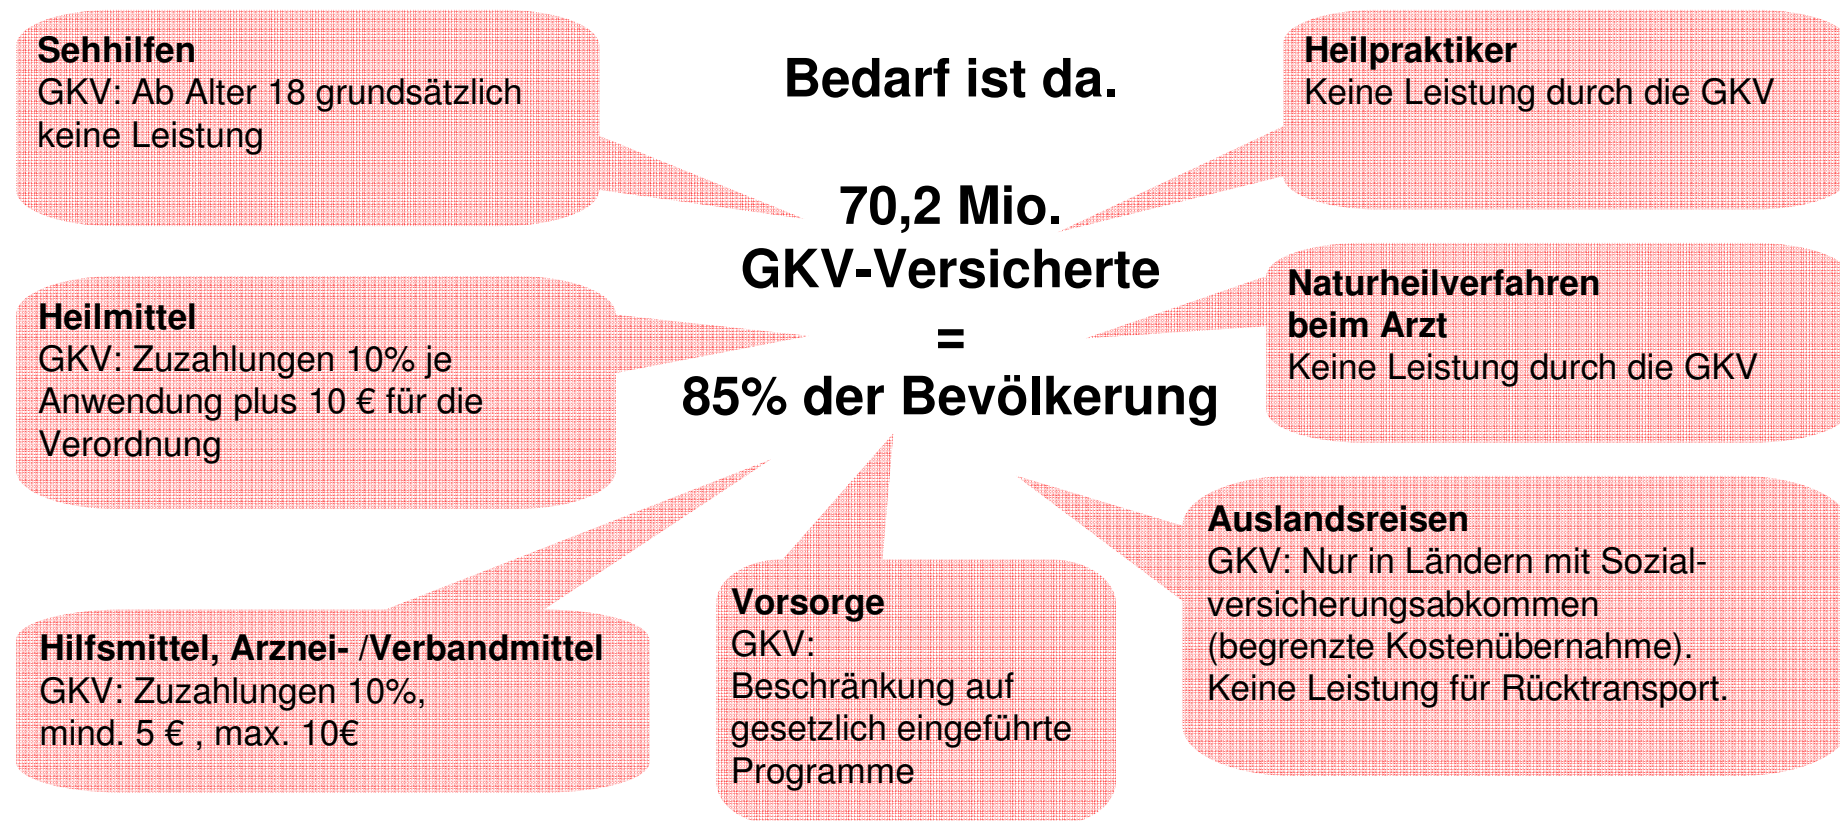 Sehhilfen
GKV: Ab Alter 18 grundsätzlich
keine Leistung
Bedarf ist da.
70,2 Mio.
GKV-Versicherte
=
85% der Bevölkerung
Heilpraktiker
Keine Leistung durch die GKV
Heilmittel
GKV: Zuzahlungen 10% je
Anwendung plus 10 € für die
Verordnung
Naturheilverfahren
beim Arzt
Keine Leistung durch die GKV
Hilfsmittel, Arznei- /Verbandmittel
GKV: Zuzahlungen 10%,
mind. 5 € , max. 10€
Vorsorge
GKV:
Beschränkung auf
gesetzlich eingeführte
Programme
Auslandsreisen
GKV: Nur in Ländern mit Sozial-
versicherungsabkommen
(begrenzte Kostenübernahme).
Keine Leistung für Rücktransport.